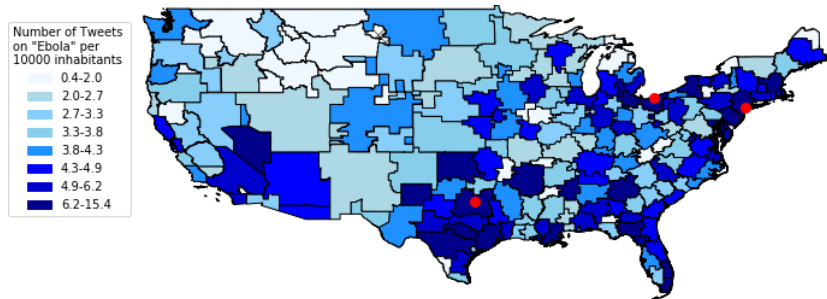 Number of Tweets
on "Ebola" per
10000 inhabitants
0.4-2.0
2.0-2.7
2.7-3.3
3.3-3.8
3.8-4.3
4.3-4.9
4.9-6.2
6.2-15.4